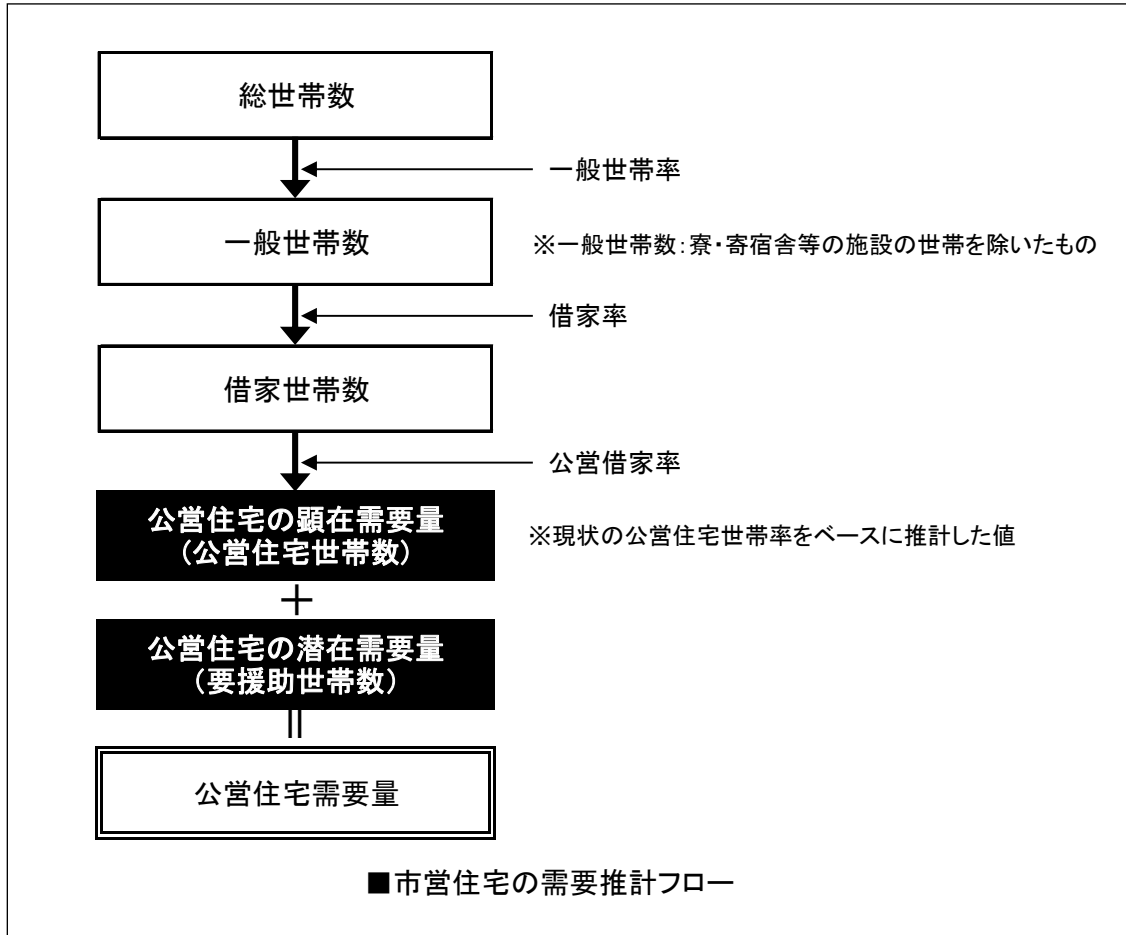 総世帯数
一般世帯率
一般世帯数
※一般世帯数：寮・寄宿舎等の施設の世帯を除いたもの
借家率
借家世帯数
公営借家率
公営住宅の顕在需要量
（公営住宅世帯数）
※現状の公営住宅世帯率をベースに推計した値
＋
公営住宅の潜在需要量
（要援助世帯数）
＝
公営住宅需要量
■市営住宅の需要推計フロー